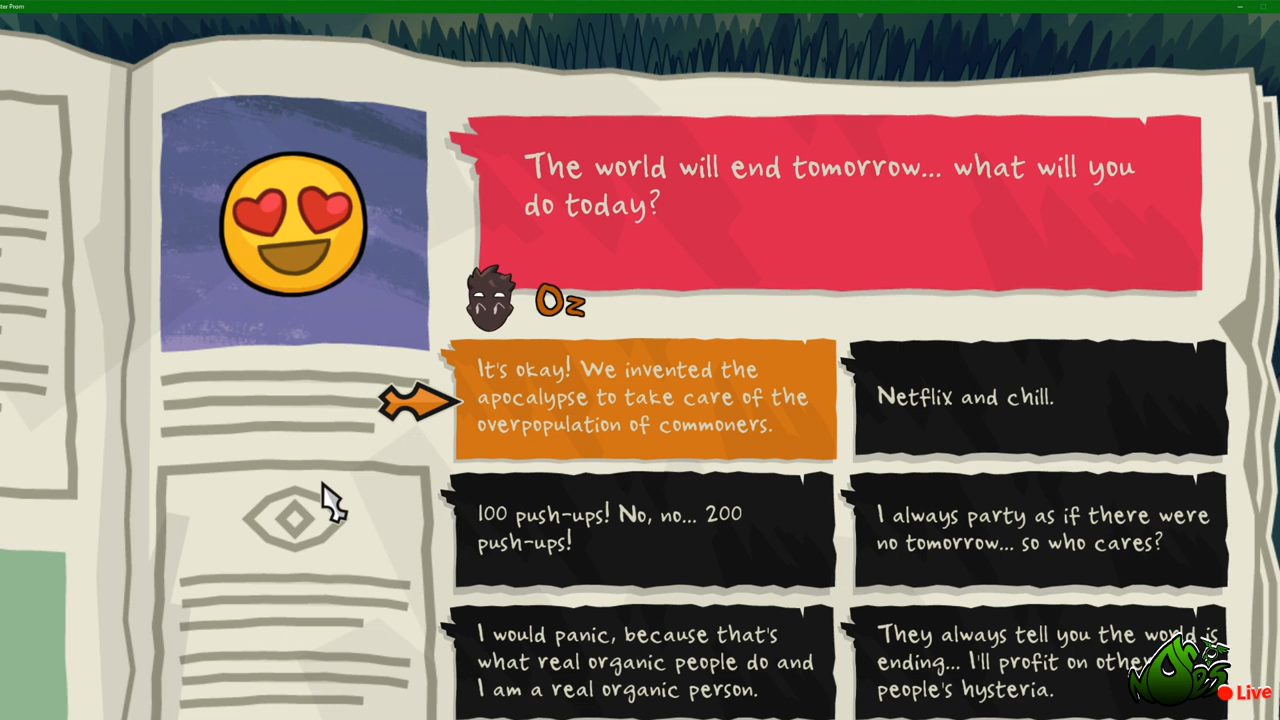 ter Prom
The world will end tomorrow... what will you
do today?
Oz
It's okay! We invented the
apocalypse to take care of the
overpopulation of commoners.
Netflix and chill.
100 push-ups! No, no... 200
push-ups!
I always party as if there were
no tomorrow... so who cares?
I would panic, because that's
what real organic people do and
I am a real organic person.
They always tell you the world is
ending... I'll profit on other
people's hysteria.
Live